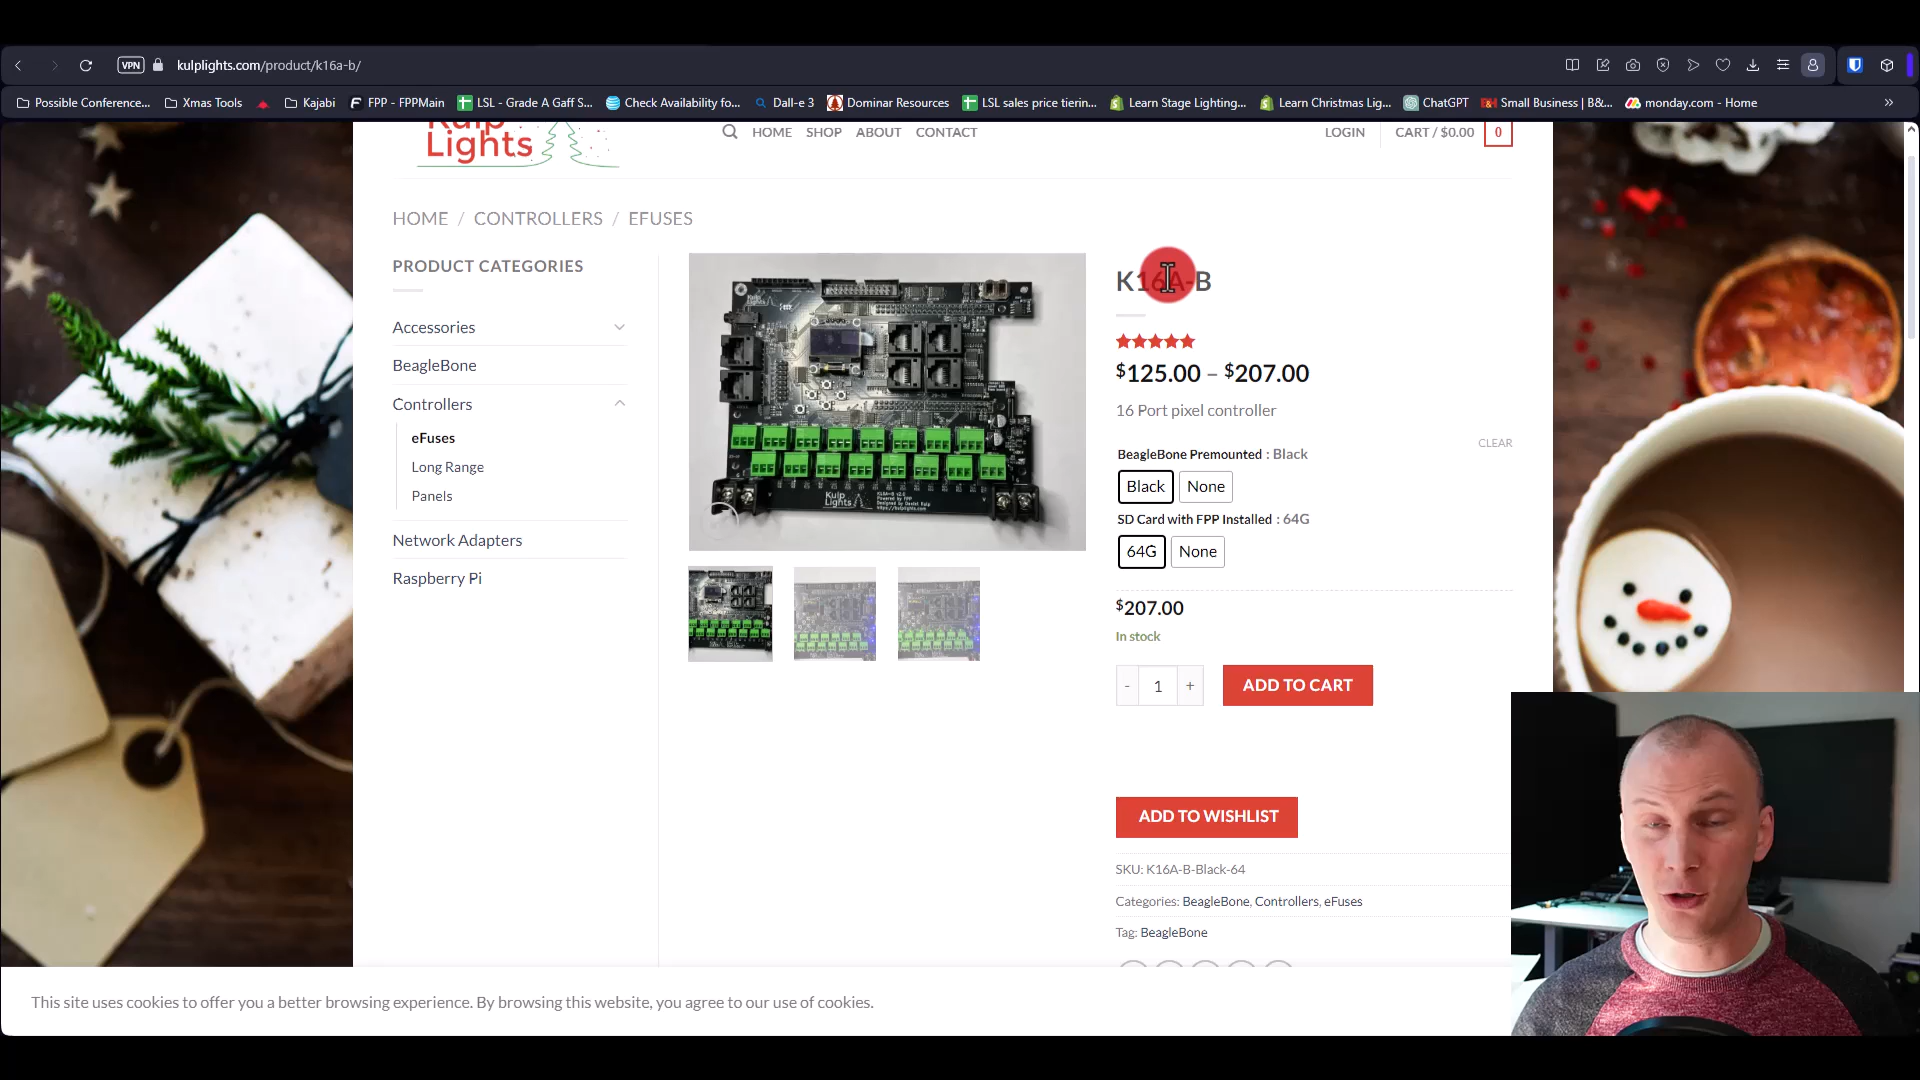 VPN
kulplights.com/product/k16a-b/
Possible Conference...
Xmas Tools
Kajabi
FPP - FPPMain
LSL - Grade A Gaff S...
Check Availability fo...
Dall-e 3
Dominar Resources
LSL sales price tierin...
Learn Stage Lighting...
Learn Christmas Lig...
ChatGPT
Small Business | B&...
monday.com - Home
Kulp
Lights
HOME
SHOP
ABOUT
CONTACT
LOGIN
CART / $0.00
0
HOME / CONTROLLERS / EFUSES
PRODUCT CATEGORIES
Accessories
BeagleBone
Controllers
eFuses
Long Range
Panels
Network Adapters
Raspberry Pi
Kulp
Lights
K16A-B
$125.00 – $207.00
16 Port pixel controller
CLEAR
BeagleBone Premounted : Black
Black
None
SD Card with FPP Installed : 64G
64G
None
$207.00
In stock
- 1 +
ADD TO CART
ADD TO WISHLIST
SKU: K16A-B-Black-64
Categories: BeagleBone, Controllers, eFuses
Tag: BeagleBone
This site uses cookies to offer you a better browsing experience. By browsing this website, you agree to our use of cookies.